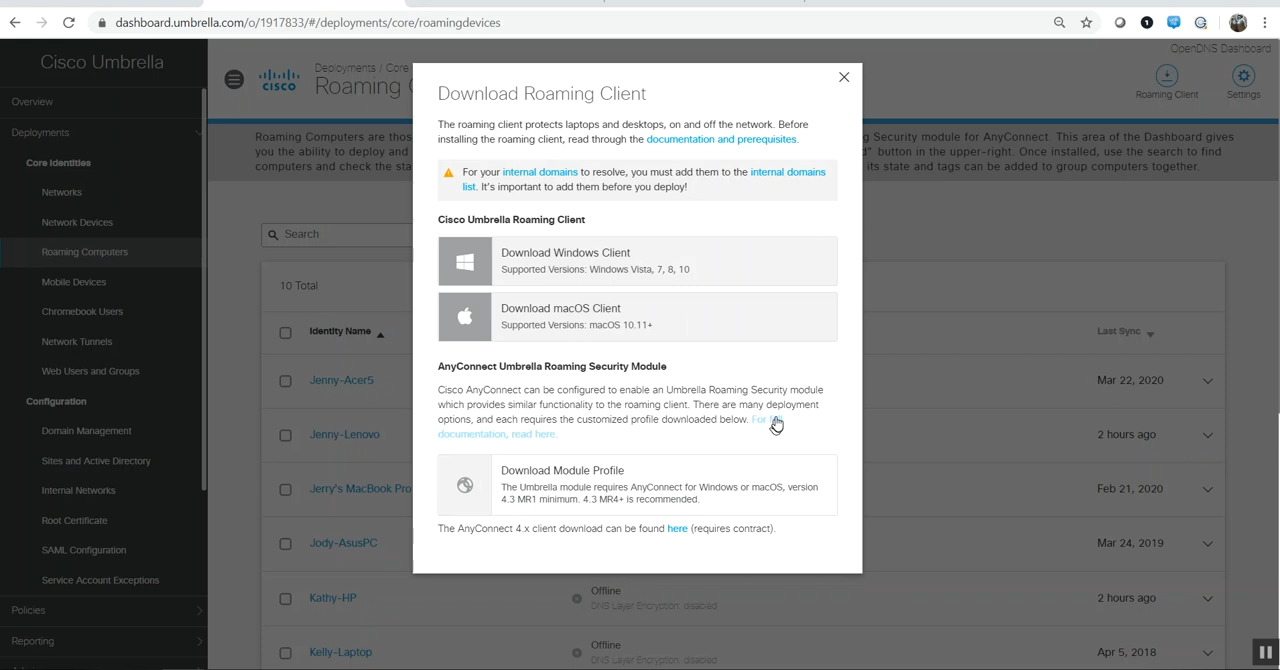 dashboard.umbrella.com/o/1917833/#/deployments/core/roamingdevices
OpenDNS Dashboard
Cisco Umbrella
cisco
Deployments / Core
Roaming C
Roaming Client
Settings
Overview
Deployments
Core Identities
Networks
Network Devices
Roaming Computers
Mobile Devices
Chromebook Users
Network Tunnels
Web Users and Groups
Configuration
Domain Management
Sites and Active Directory
Internal Networks
Root Certificate
SAML Configuration
Service Account Exceptions
Policies
Reporting
Roaming Computers are thos
you the ability to deploy and
computers and check the sta
g Security module for AnyConnect. This area of the Dashboard gives
d" button in the upper-right. Once installed, use the search to find
its state and tags can be added to group computers together.
Search
10 Total
Identity Name
Last Sync
Jenny-Acer5
Mar 22, 2020
Jenny-Lenovo
2 hours ago
Jerry's MacBook Pro
Feb 21, 2020
Jody-AsusPC
Mar 24, 2019
Kathy-HP
Offline
DNS Layer Encryption: disabled
2 hours ago
Kelly-Laptop
Offline
DNS Layer Encryption: disabled
Apr 5, 2018
Download Roaming Client
The roaming client protects laptops and desktops, on and off the network. Before
installing the roaming client, read through the documentation and prerequisites.
For your internal domains to resolve, you must add them to the internal domains
list. It's important to add them before you deploy!
Cisco Umbrella Roaming Client
Download Windows Client
Supported Versions: Windows Vista, 7, 8, 10
Download macOS Client
Supported Versions: macOS 10.11+
AnyConnect Umbrella Roaming Security Module
Cisco AnyConnect can be configured to enable an Umbrella Roaming Security module
which provides similar functionality to the roaming client. There are many deployment
options, and each requires the customized profile downloaded below. For full
documentation, read here.
Download Module Profile
The Umbrella module requires AnyConnect for Windows or macOS, version
4.3 MR1 minimum. 4.3 MR4+ is recommended.
The AnyConnect 4.x client download can be found here (requires contract).